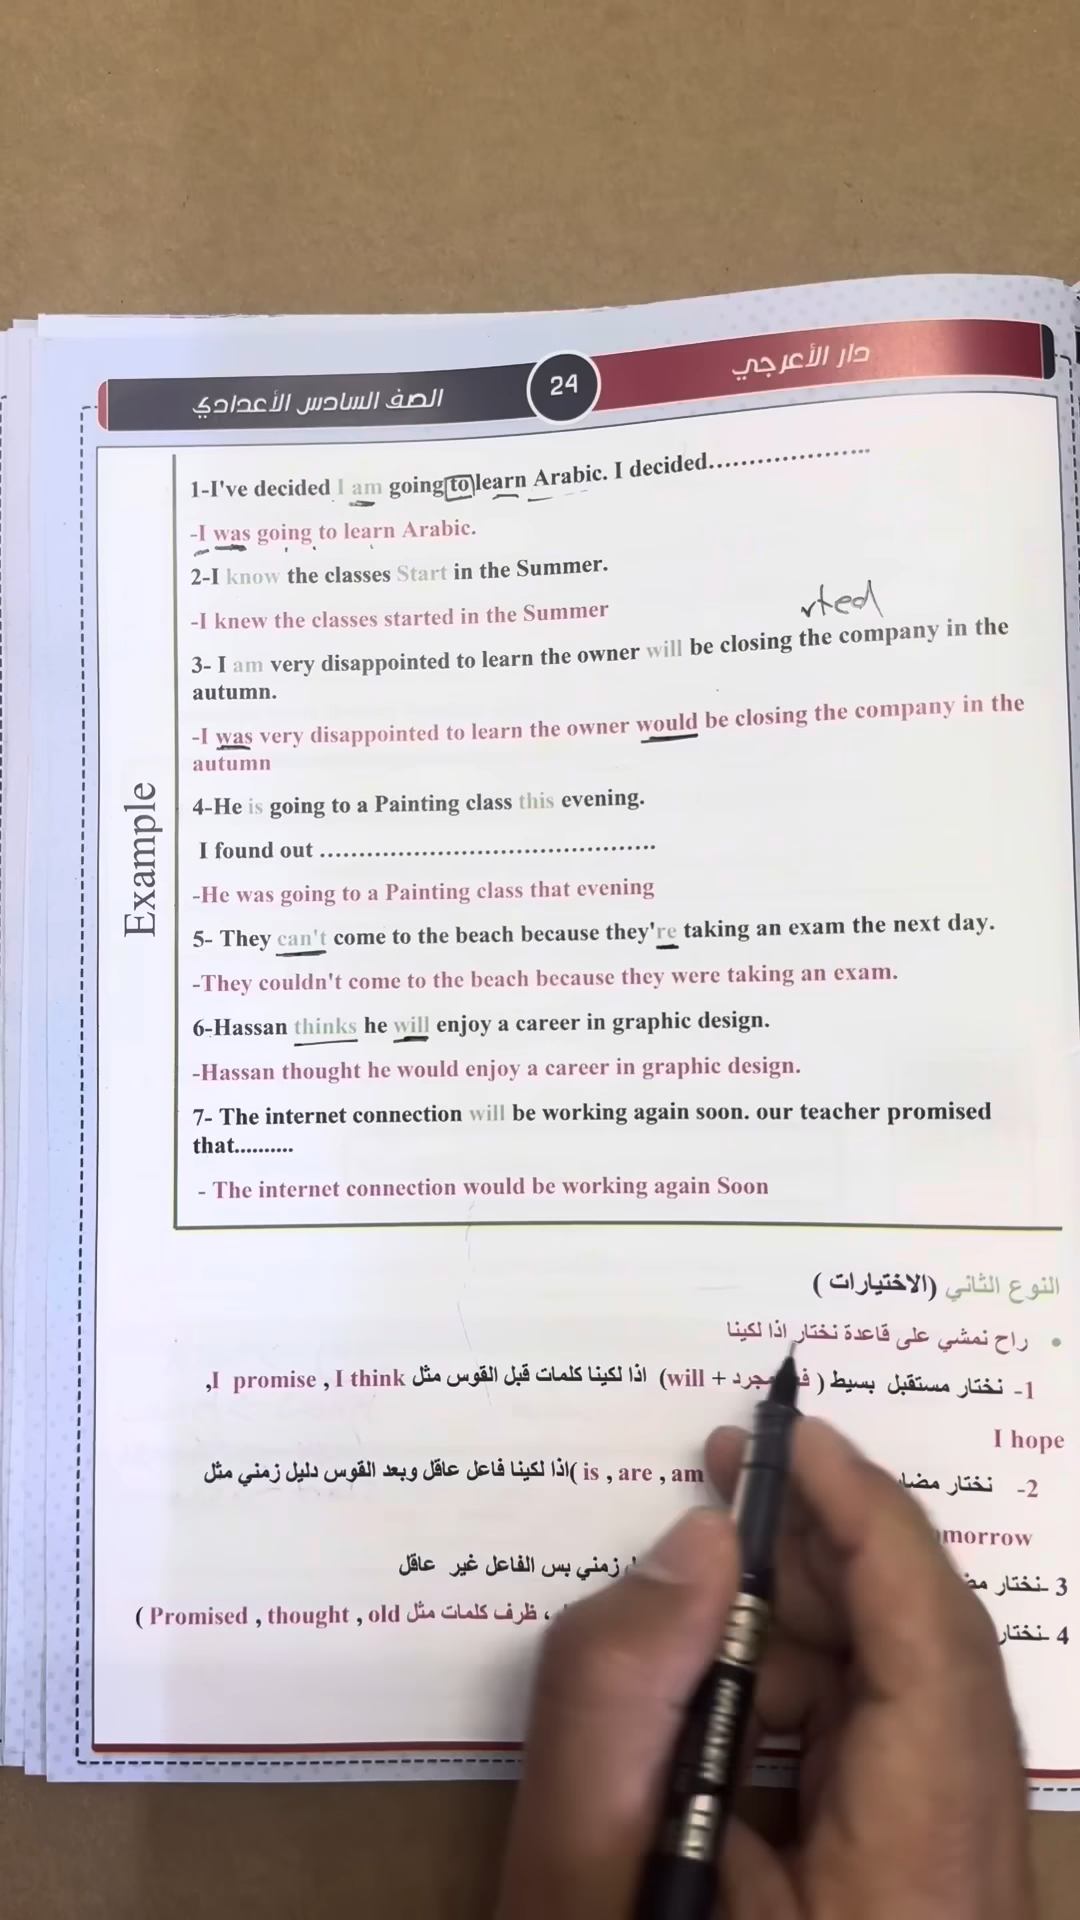 الصف السادس الأعدادي
24
دار الأعرجي
Example
1-I've decided I am going to learn Arabic. I decided.....................
-I was going to learn Arabic.
2-I know the classes Start in the Summer.
-I knew the classes started in the Summer
rted
3- I am very disappointed to learn the owner will be closing the company in the
autumn.
-I was very disappointed to learn the owner would be closing the company in the
autumn
4-He is going to a Painting class this evening.
I found out ..........................................
-He was going to a Painting class that evening
5- They can't come to the beach because they're taking an exam the next day.
-They couldn't come to the beach because they were taking an exam.
6-Hassan thinks he will enjoy a career in graphic design.
-Hassan thought he would enjoy a career in graphic design.
7- The internet connection will be working again soon. our teacher promised
that..........
- The internet connection would be working again Soon
النوع الثاني (الاختيارات )
• راح نمشي على قاعدة نختار اذا لكينا
1- نختار مستقبل بسيط ( مجرد + will) اذا لكينا كلمات قبل القوس مثل I promise , I think,
I hope
2- نختار is , are , am )اذا لكينا فاعل عاقل وبعد القوس دليل زمني مثل
3 -نختار زمني بس الفاعل غير عاقل
4 -نختار ، ظرف كلمات مثل Promised , thought , old )